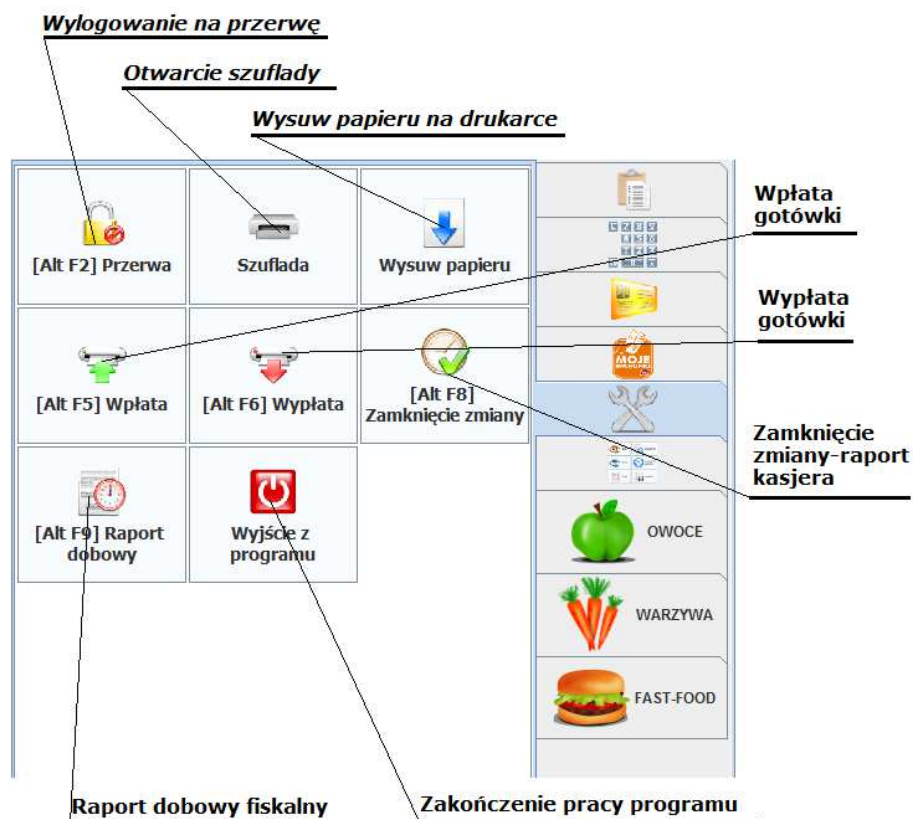 Wylogowanie na przerwę
Otwarcie szuflady
Wysuw papieru na drukarce
[Alt F2] Przerwa
Szuflada
Wysuw papieru
Wpłata
gotówki
Wypłata
gotówki
MOJE
[Alt F5] Wpłata
[Alt F6] Wypłata
[Alt F8]
Zamknięcie zmiany
Zamknięcie
zmiany-raport
kasjera
[Alt F9] Raport
dobowy
Wyjście z
programu
OWOCE
WARZYWA
FAST-FOOD
Raport dobowy fiskalny
Zakończenie pracy programu